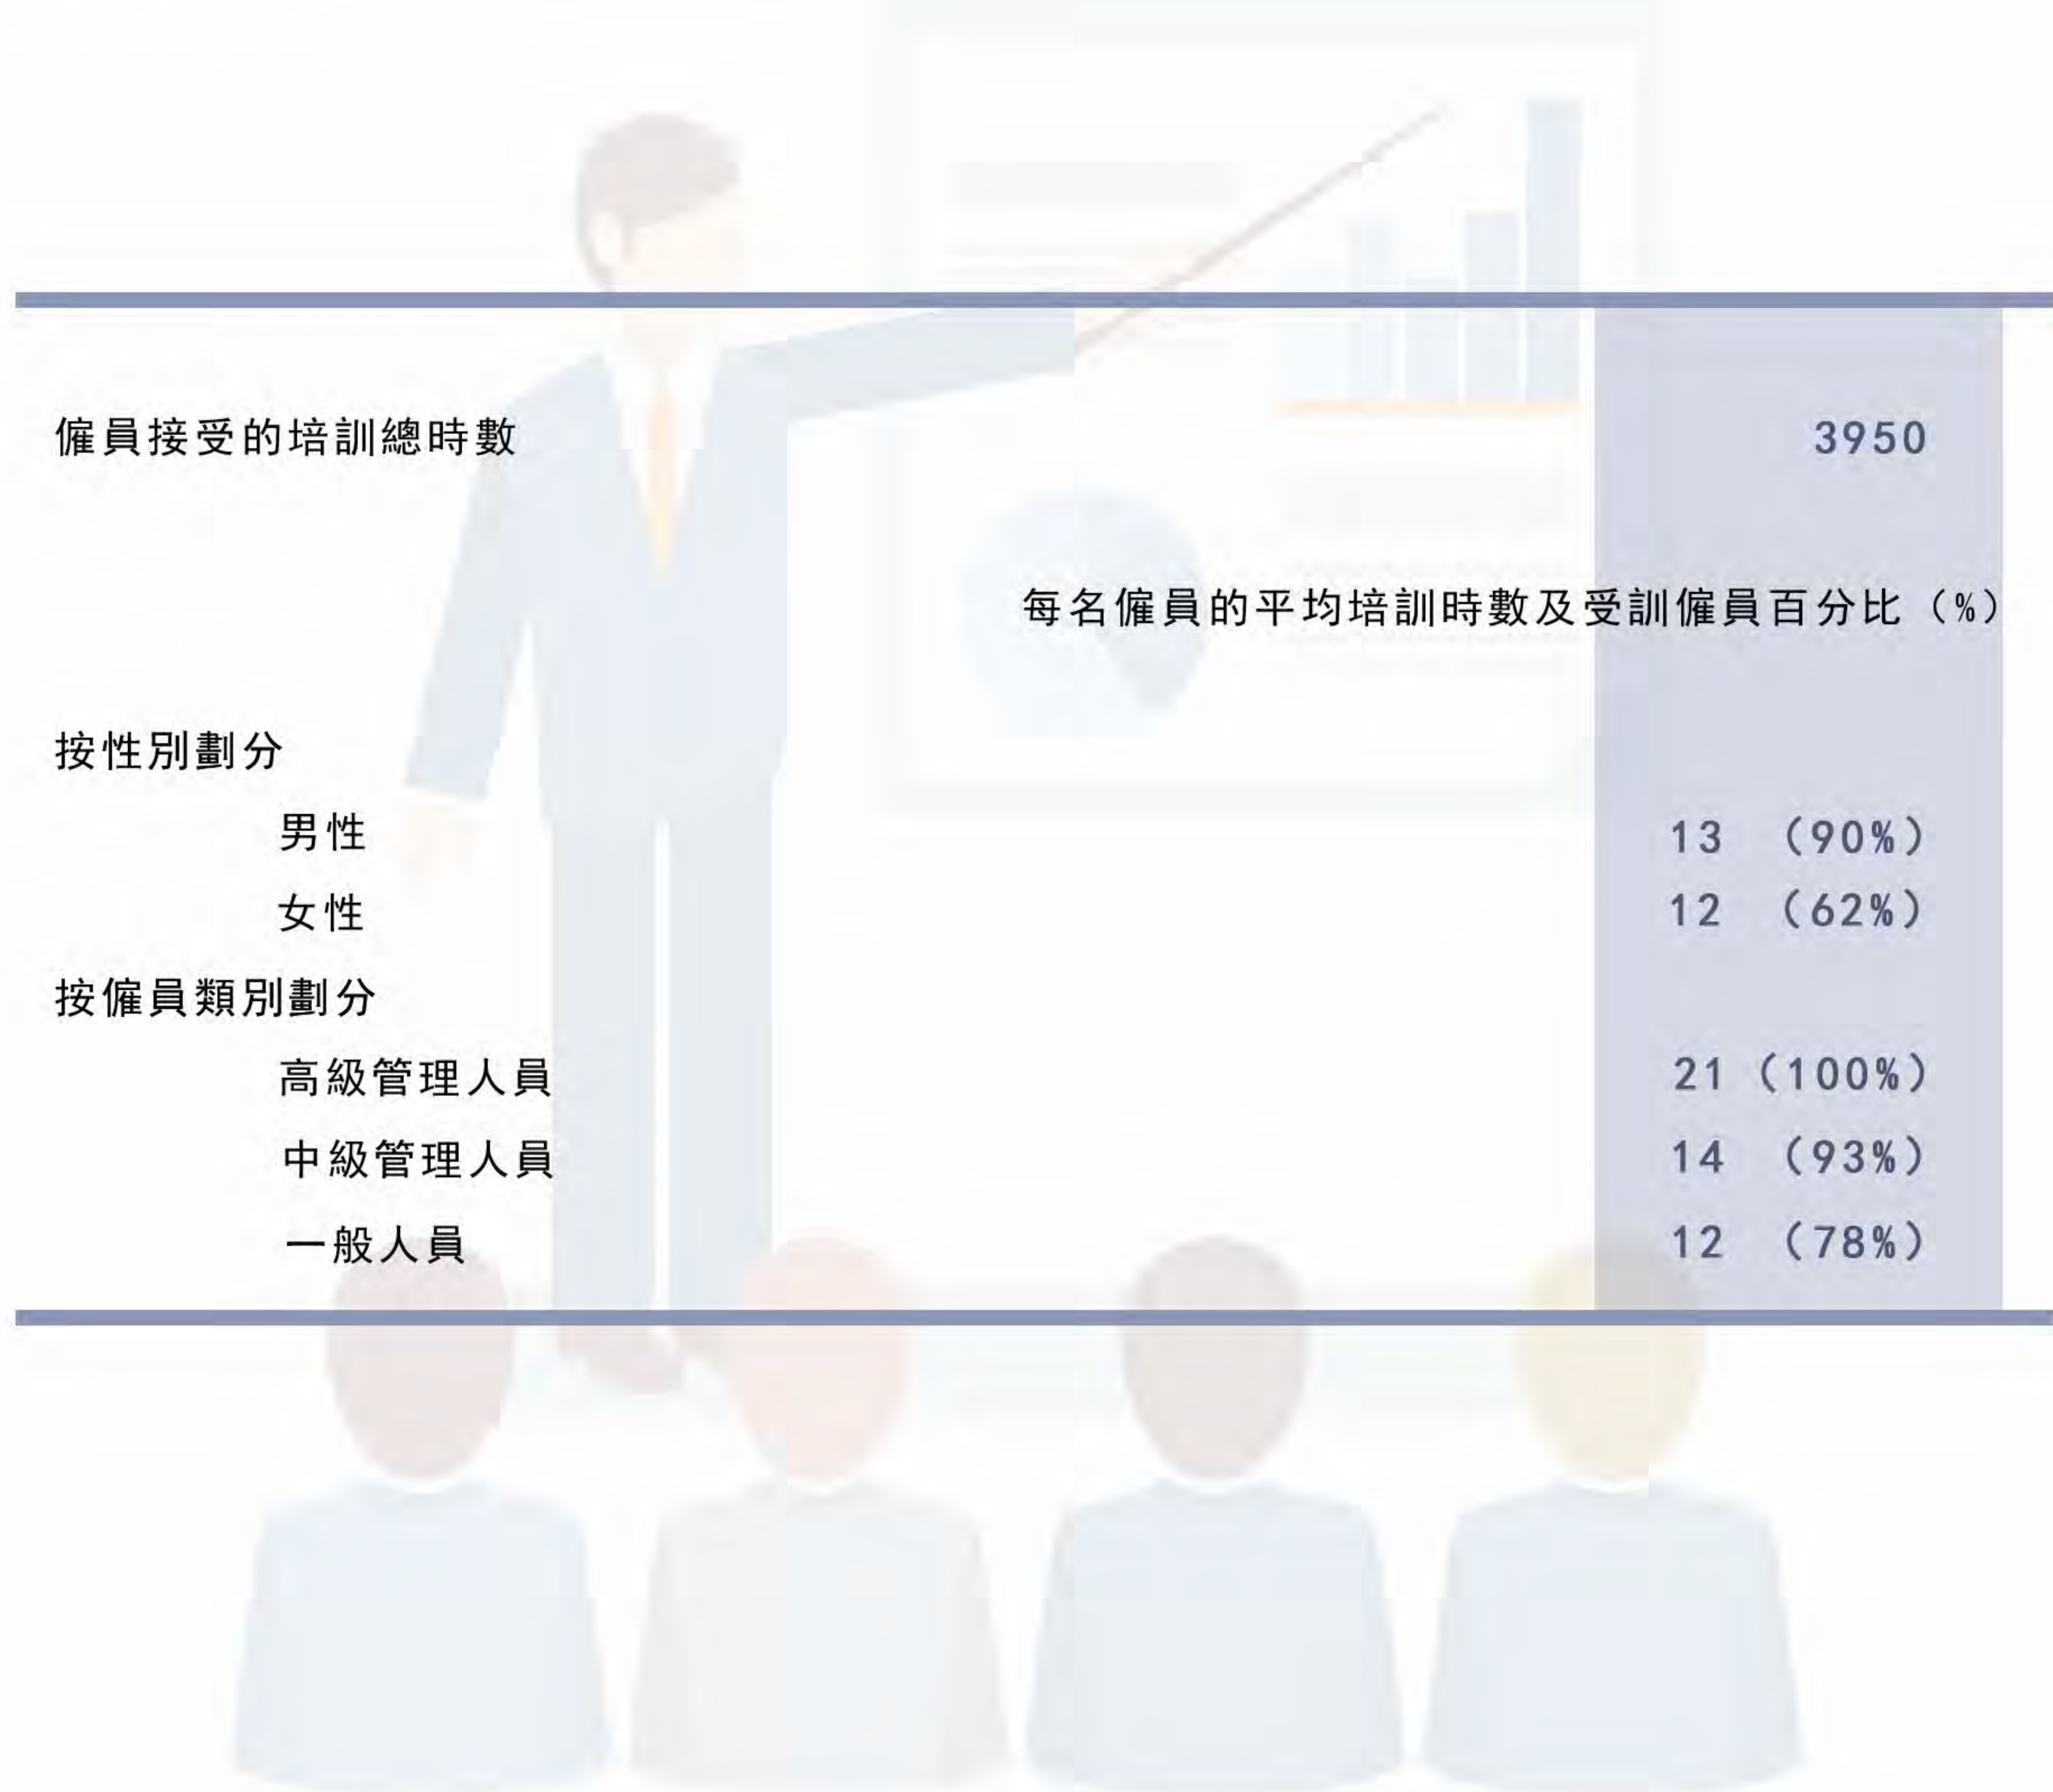 僱員接受的培訓總時數 3950
每名僱員的平均培訓時數及受訓僱員百分比（%）
按性別劃分
男性 13 （90%）
女性 12 （62%）
按僱員類別劃分
高級管理人員 21（100%）
中級管理人員 14 （93%）
一般人員 12 （78%）